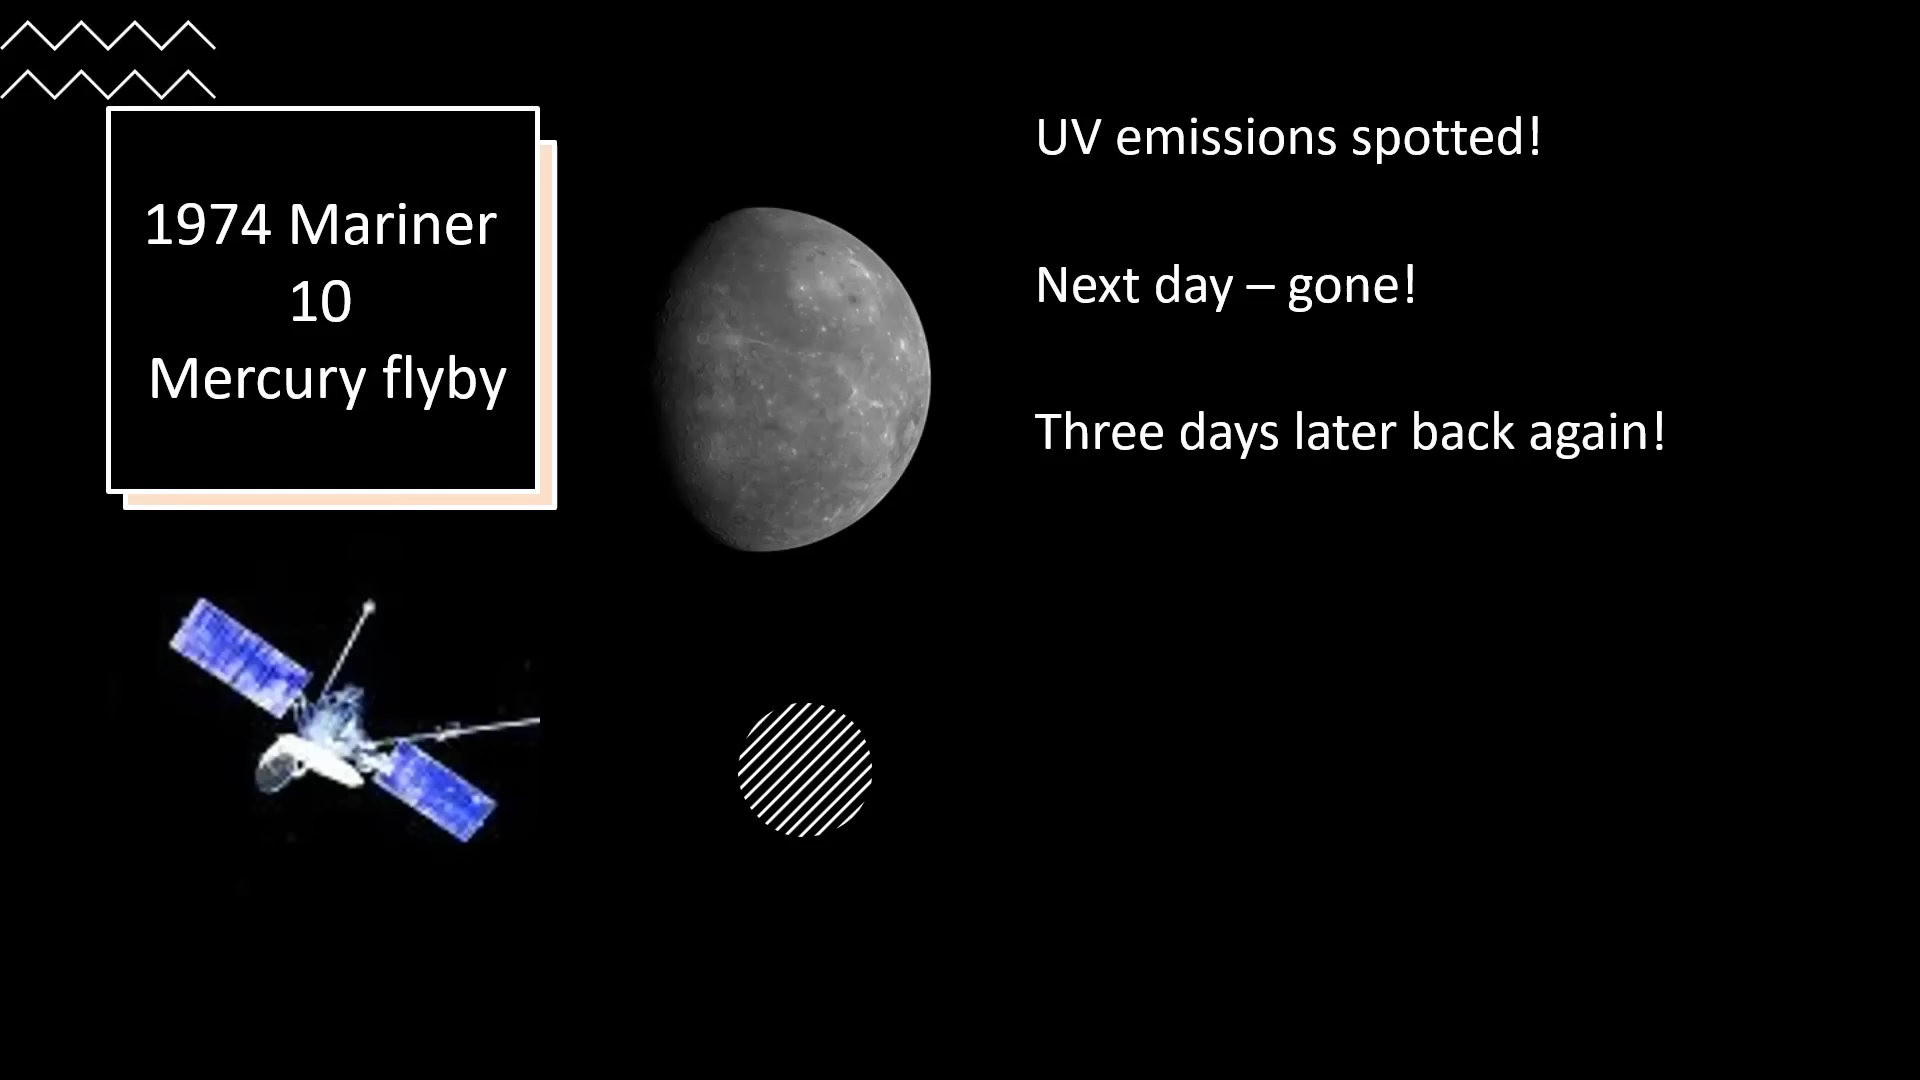 1974 Mariner
10
Mercury flyby
UV emissions spotted!
Next day – gone!
Three days later back again!